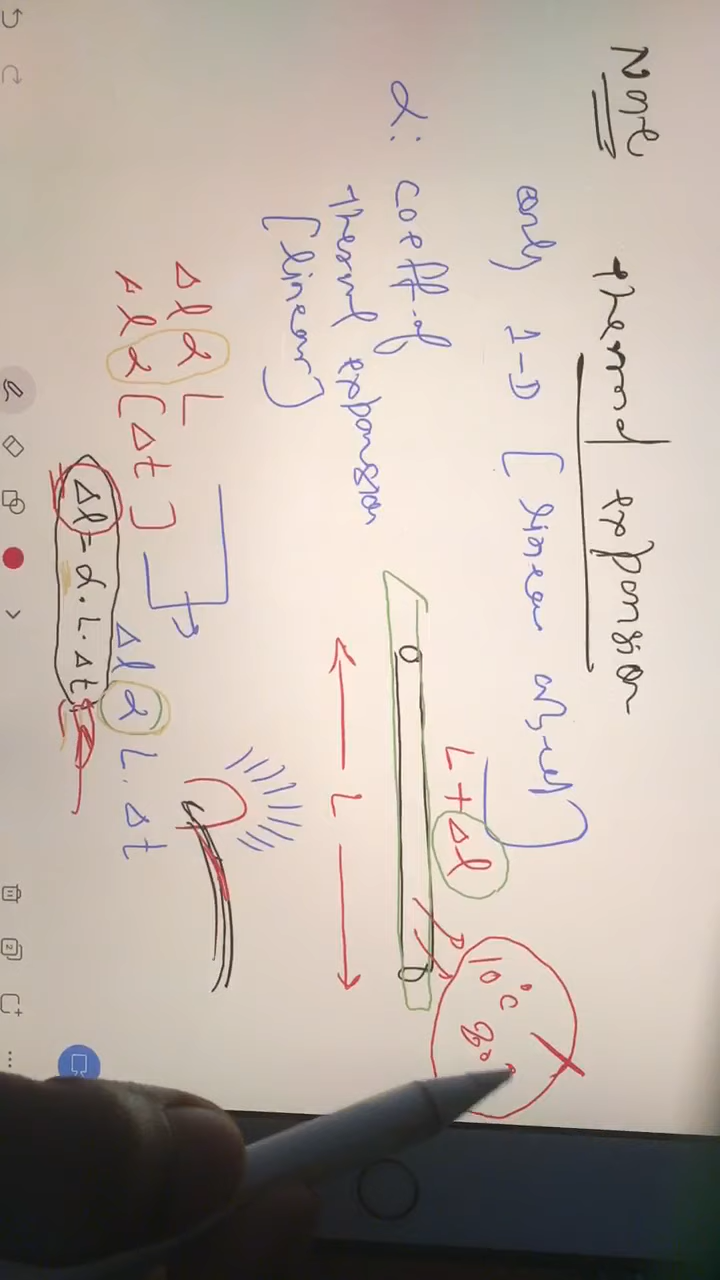 Note thermal expansion
only 1-D [linear object]
α: coeff. of
thermal expansion
[linear]
L + Δl
10°C
L
Δl α L
Δl α [Δt]
Δl α L. Δt
Δl = α. L. Δt